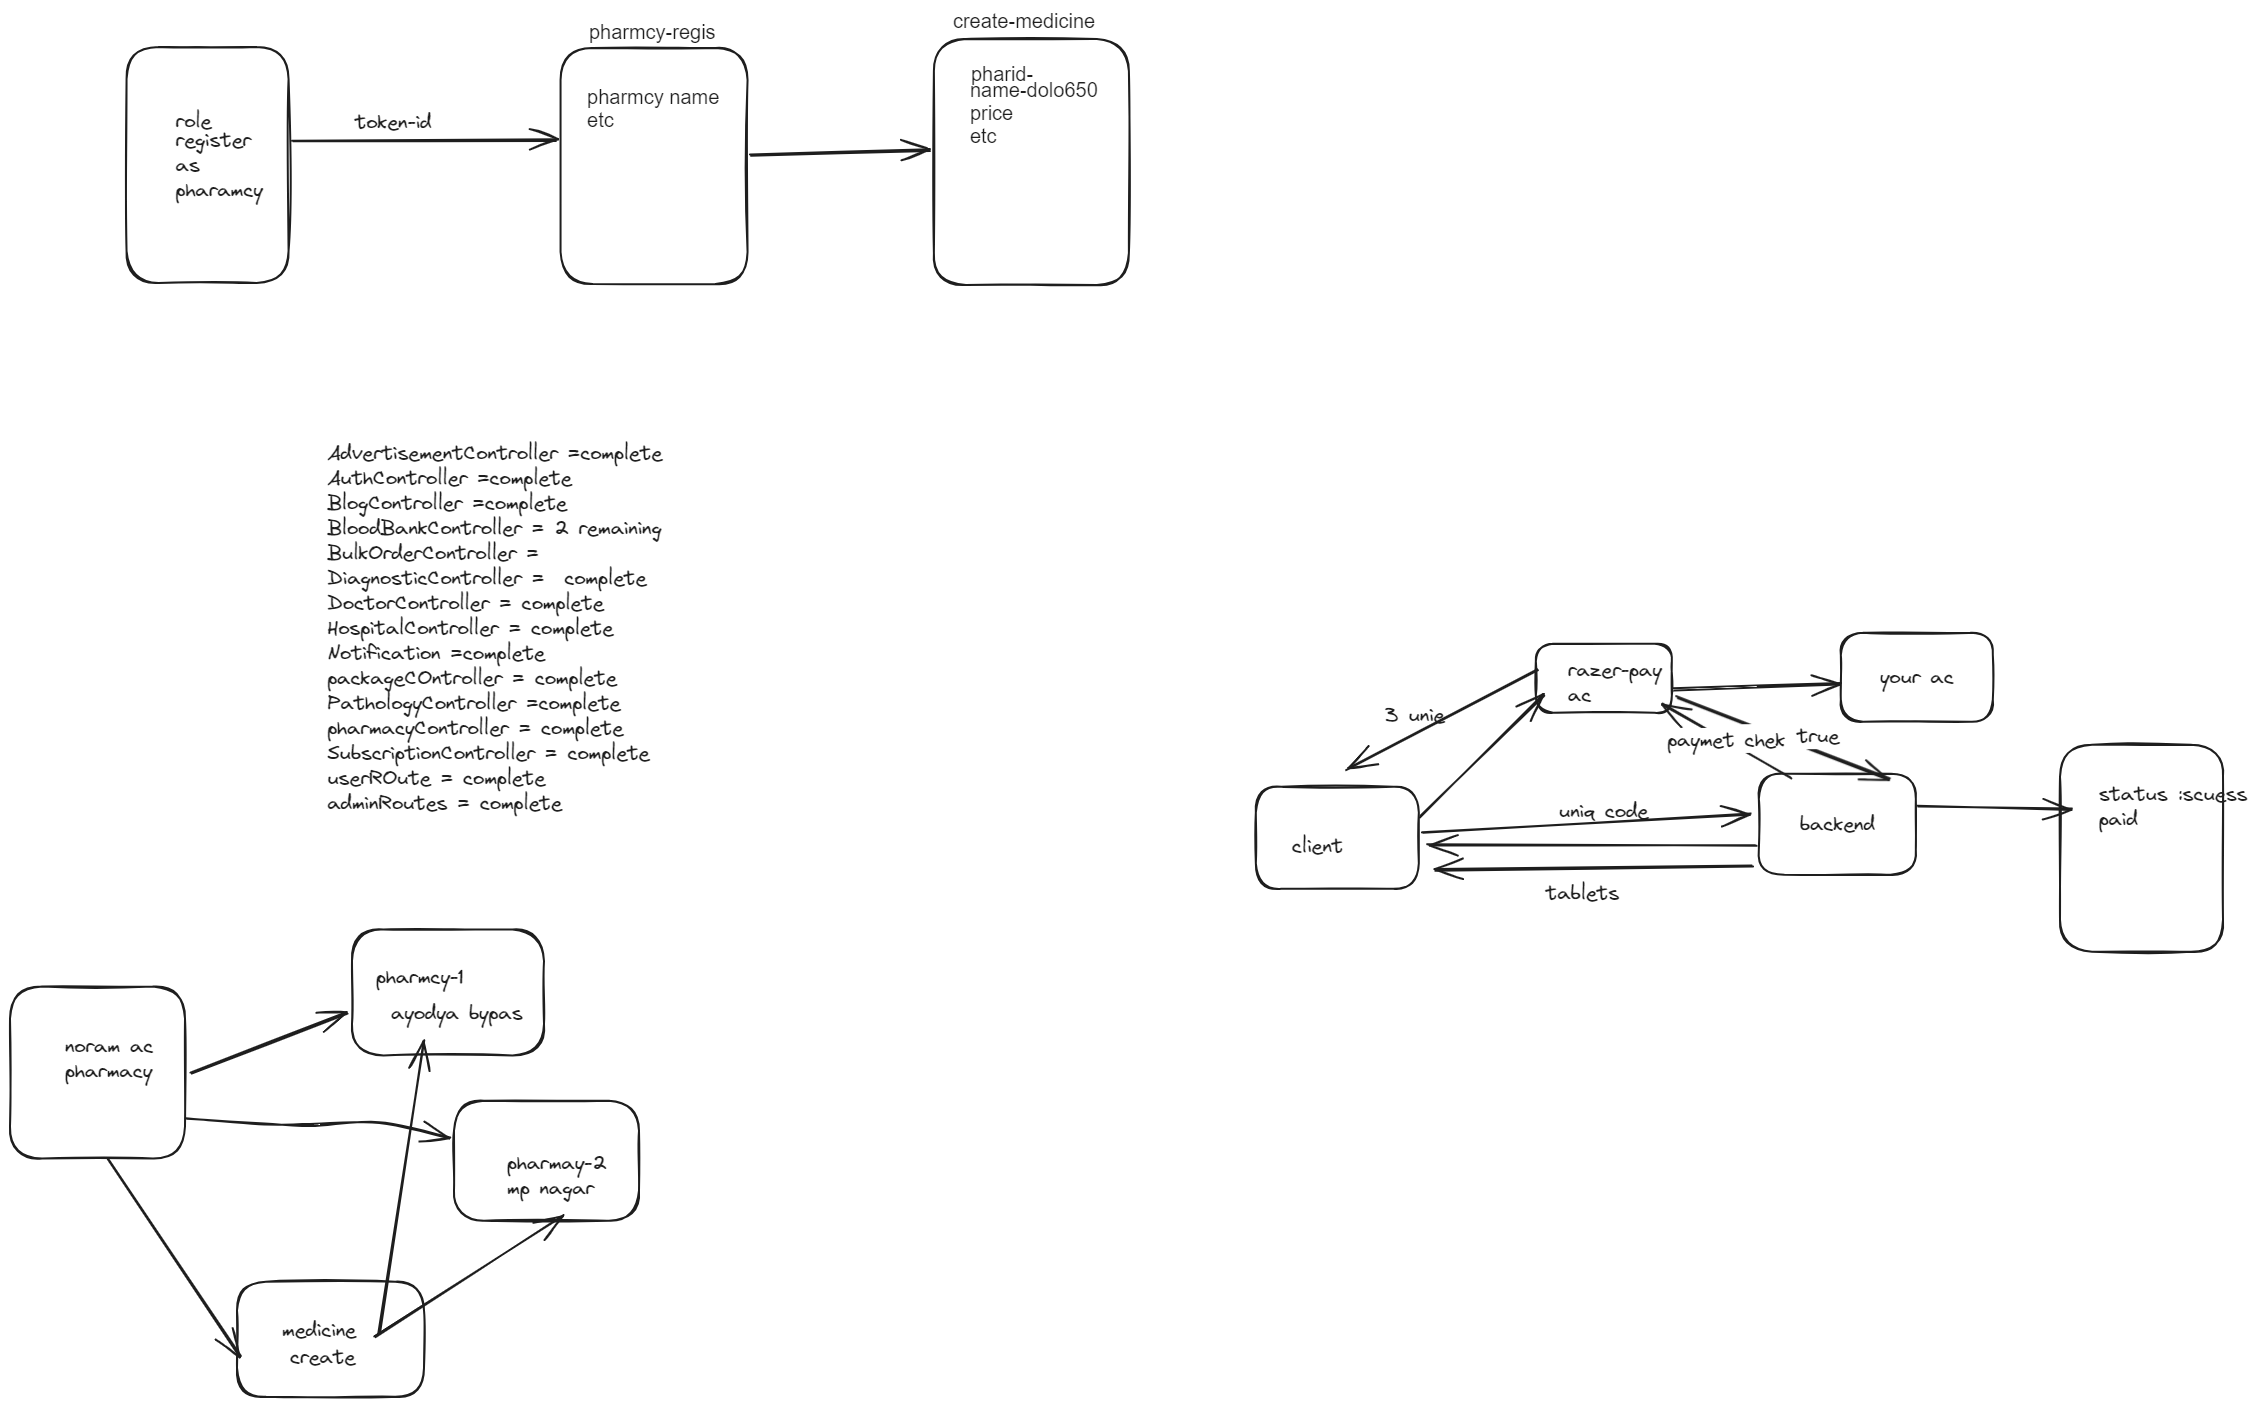 pharmcy-regis
create-medicine
role
register
as
pharamcy
token-id
pharmcy name
etc
pharid-
name-dolo650
price
etc
AdvertisementController =complete
AuthController =complete
BlogController =complete
BloodBankController = 2 remaining
BulkOrderController =
DiagnosticController =  complete
DoctorController = complete
HospitalController = complete
Notification =complete
packageCOntroller = complete
PathologyController =complete
pharmacyController = complete
SubscriptionController = complete
userROute = complete
adminRoutes = complete
razer-pay
ac
your ac
3 unie
paymet chek true
client
uniq code
backend
tablets
status :scuess
paid
pharmcy-1
ayodya bypas
noram ac
pharmacy
pharmay-2
mp nagar
medicine
create